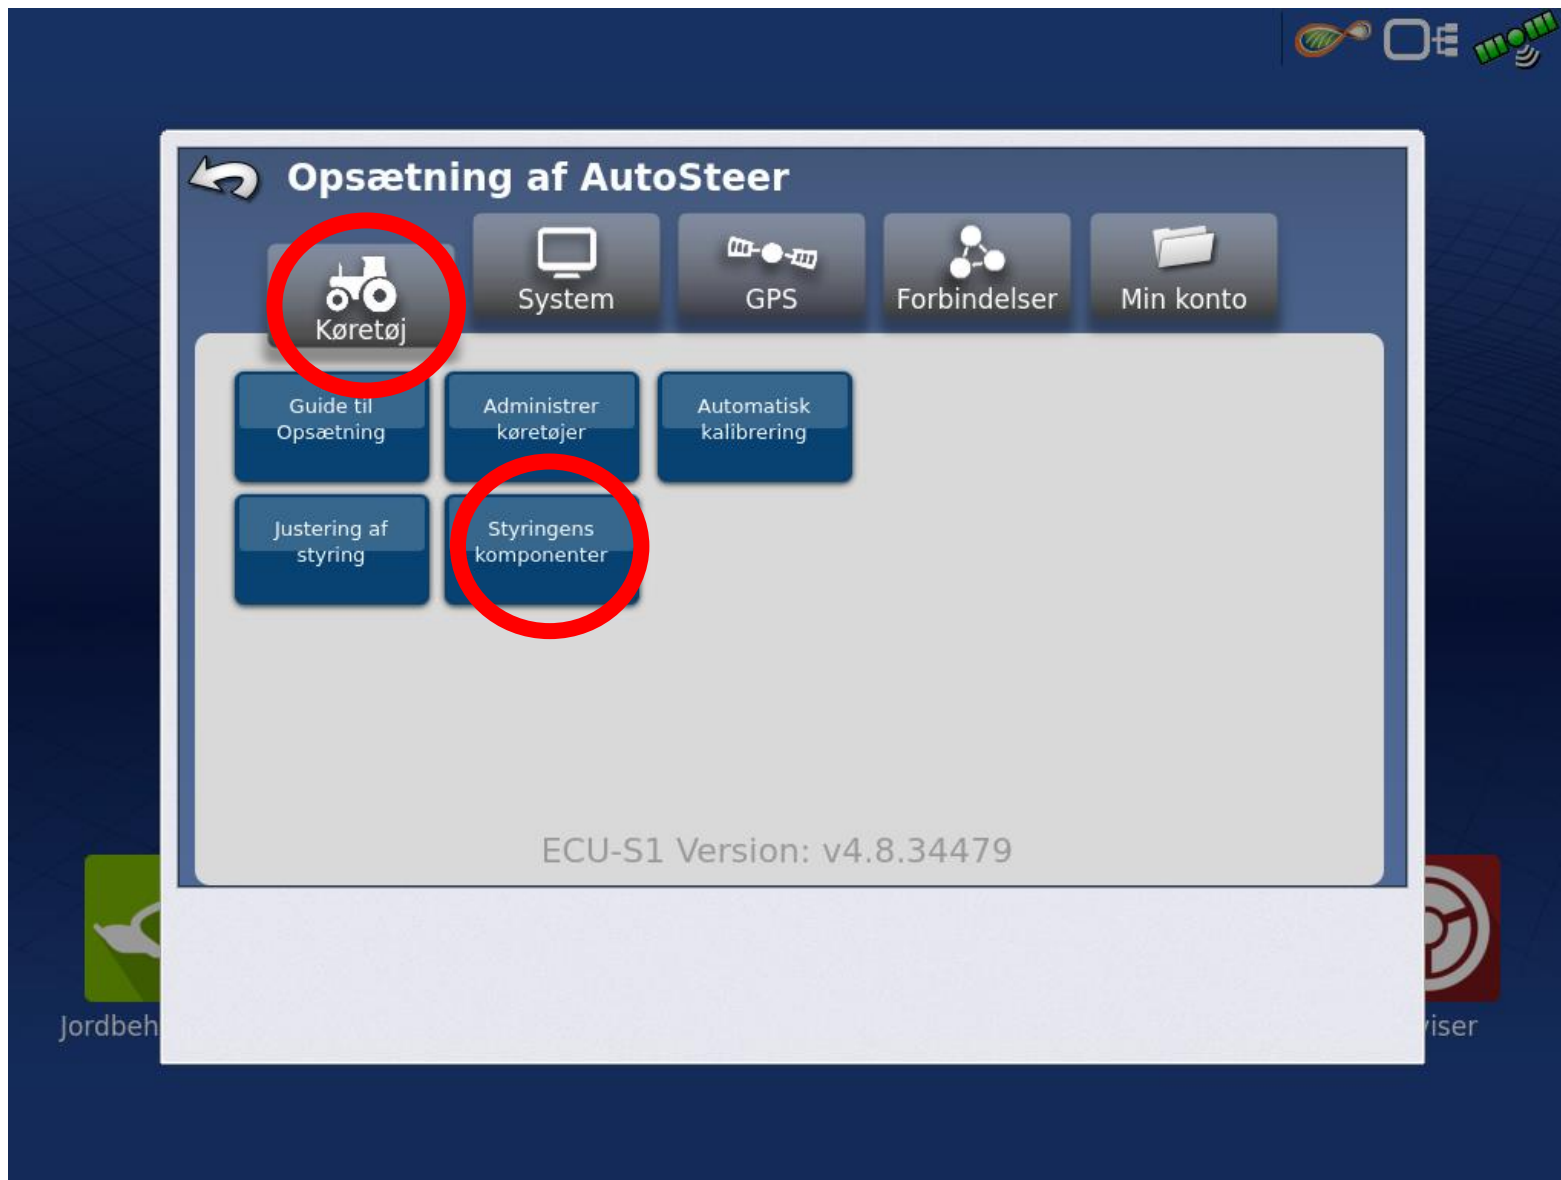 Opsætning af AutoSteer
Køretøj
System
GPS
Forbindelser
Min konto
Guide til
Opsætning
Administrer
køretøjer
Automatisk
kalibrering
Justering af
styring
Styringens
komponenter
ECU-S1 Version: v4.8.34479
Jordbeh
iser